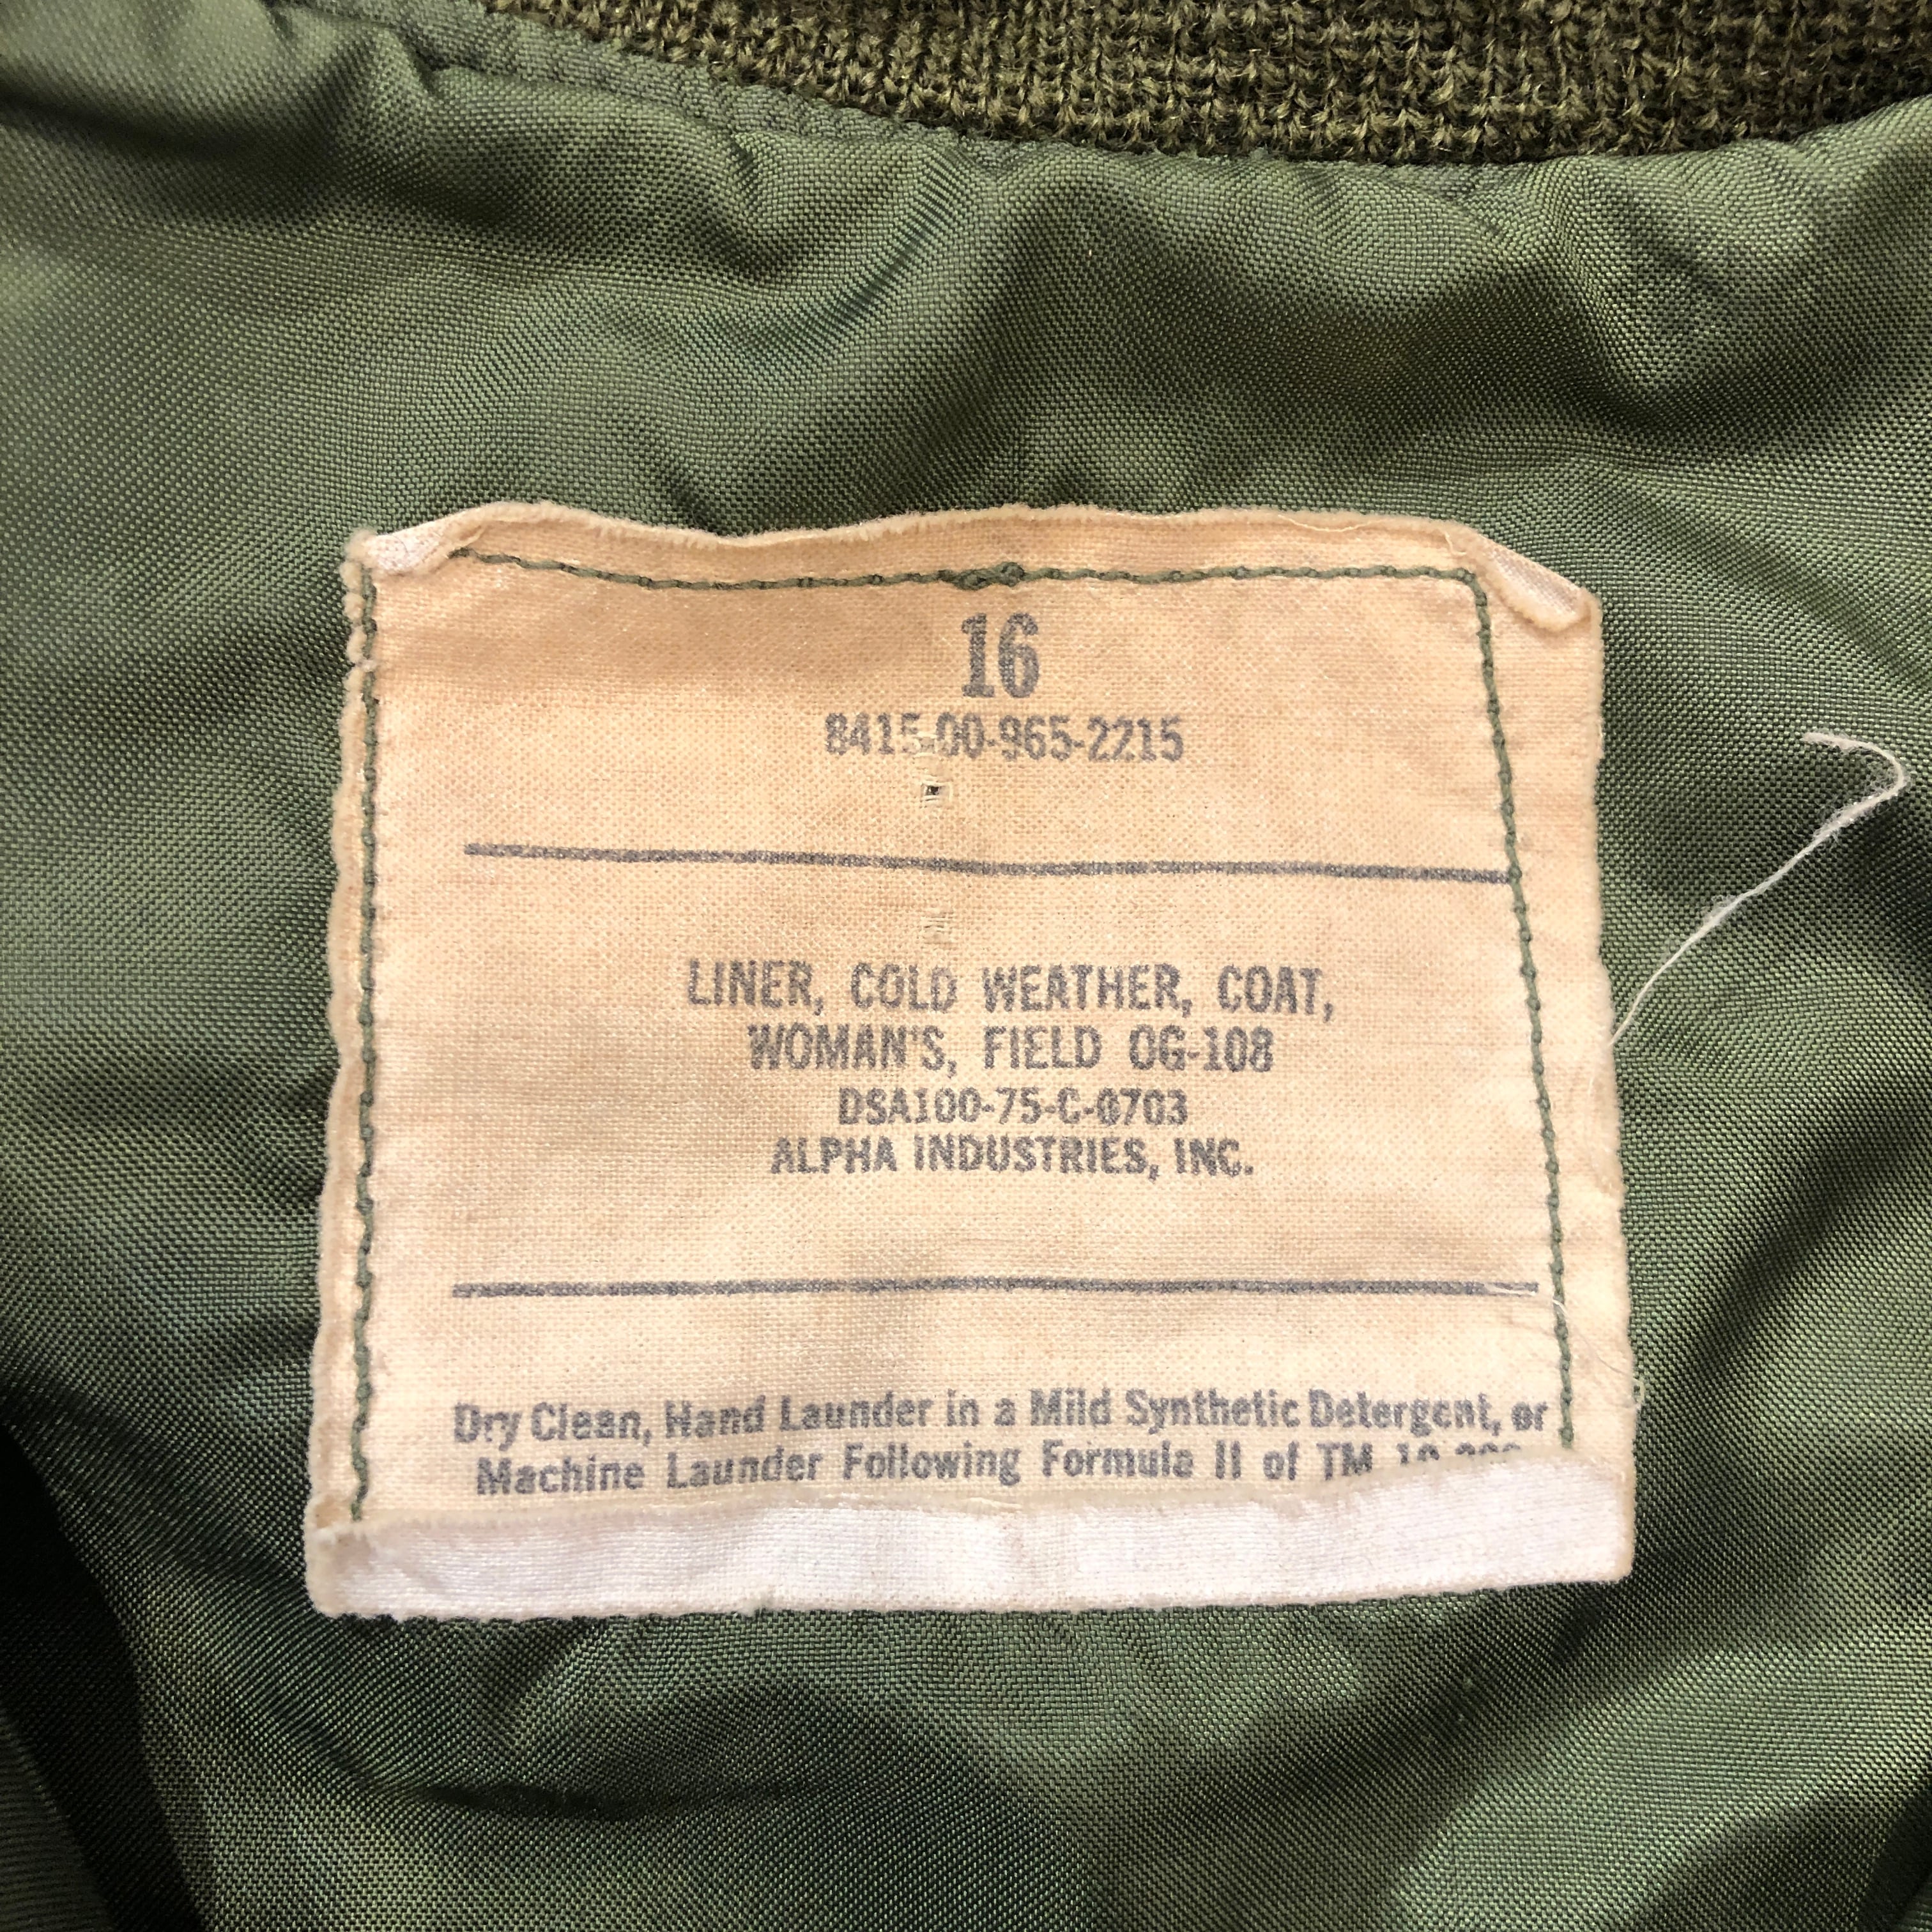 16
8415-00-965-2215
LINER, COLD WEATHER, COAT,
WOMAN'S, FIELD OG-108
DSA100-75-C-0703
ALPHA INDUSTRIES, INC.
Dry Clean, Hand Launder in a Mild Synthetic Detergent, or
Machine Launder Following Formula II of TM